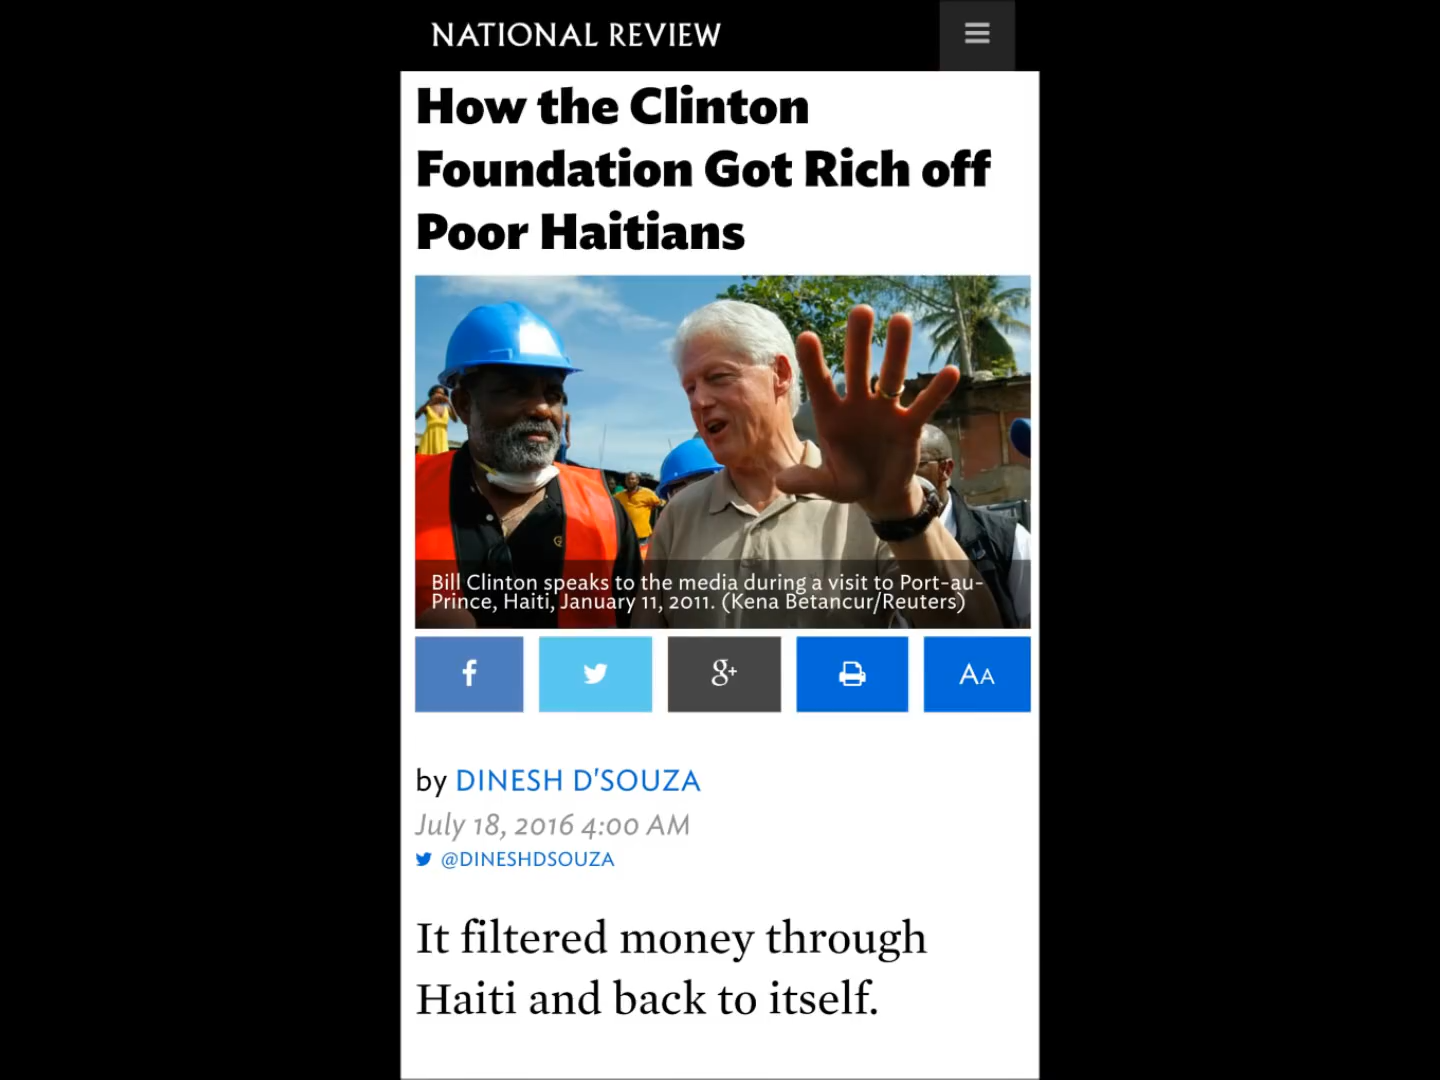 NATIONAL REVIEW
How the Clinton
Foundation Got Rich off
Poor Haitians
Bill Clinton speaks to the media during a visit to Port-au-
Prince, Haiti, January 11, 2011. (Kena Betancur/Reuters)
f g+ AA
by DINESH D'SOUZA
July 18, 2016 4:00 AM
@DINESHDSOUZA
It filtered money through
Haiti and back to itself.